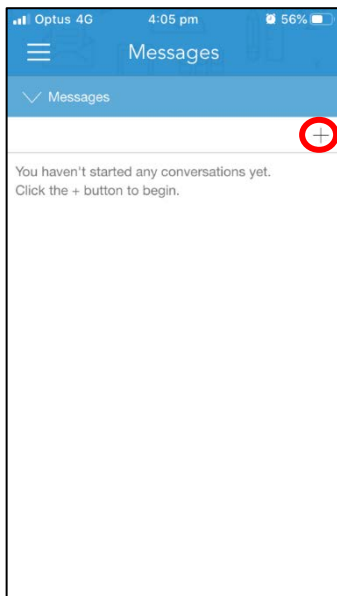 Optus 4G 4:05 pm 56%
Messages
Messages
+
You haven't started any conversations yet.
Click the + button to begin.